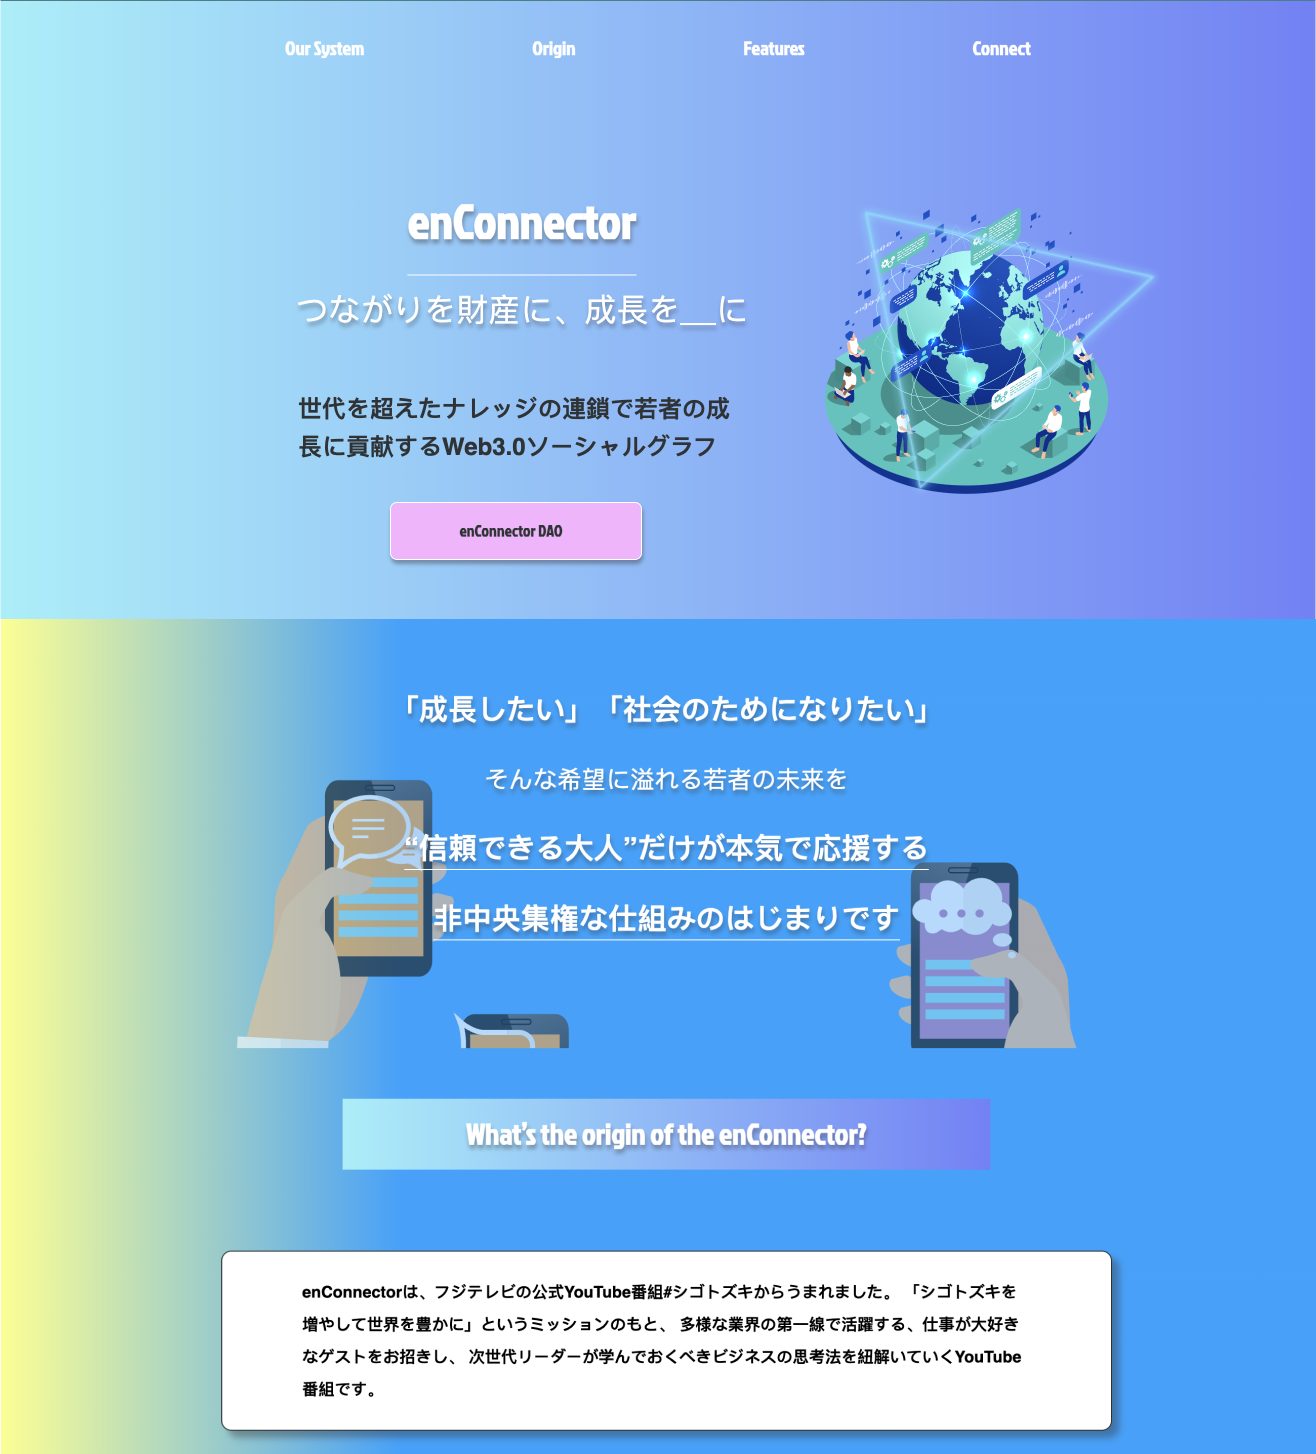 Our System Origin Features Connect
enConnector
つながりを財産に、成長を__に
世代を超えたナレッジの連鎖で若者の成
長に貢献するWeb3.0ソーシャルグラフ
enConnector DAO
「成長したい」「社会のためになりたい」
そんな希望に溢れる若者の未来を
“信頼できる大人”だけが本気で応援する
非中央集権な仕組みのはじまりです
What’s the origin of the enConnector?
enConnectorは、フジテレビの公式YouTube番組#シゴトズキからうまれました。 「シゴトズキを
増やして世界を豊かに」というミッションのもと、 多様な業界の第一線で活躍する、仕事が大好き
なゲストをお招きし、 次世代リーダーが学んでおくべきビジネスの思考法を紐解いていくYouTube
番組です。